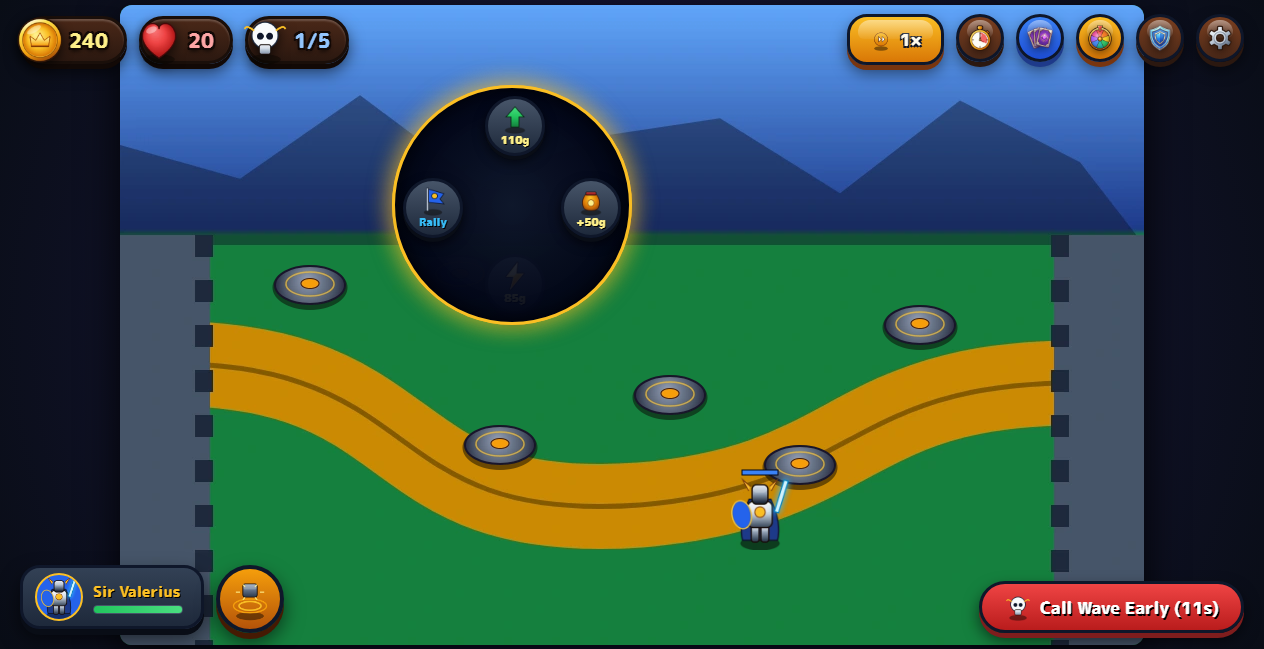 240
20
1/5
1x
110g
Rally
+50g
85g
Sir Valerius
Call Wave Early (11s)